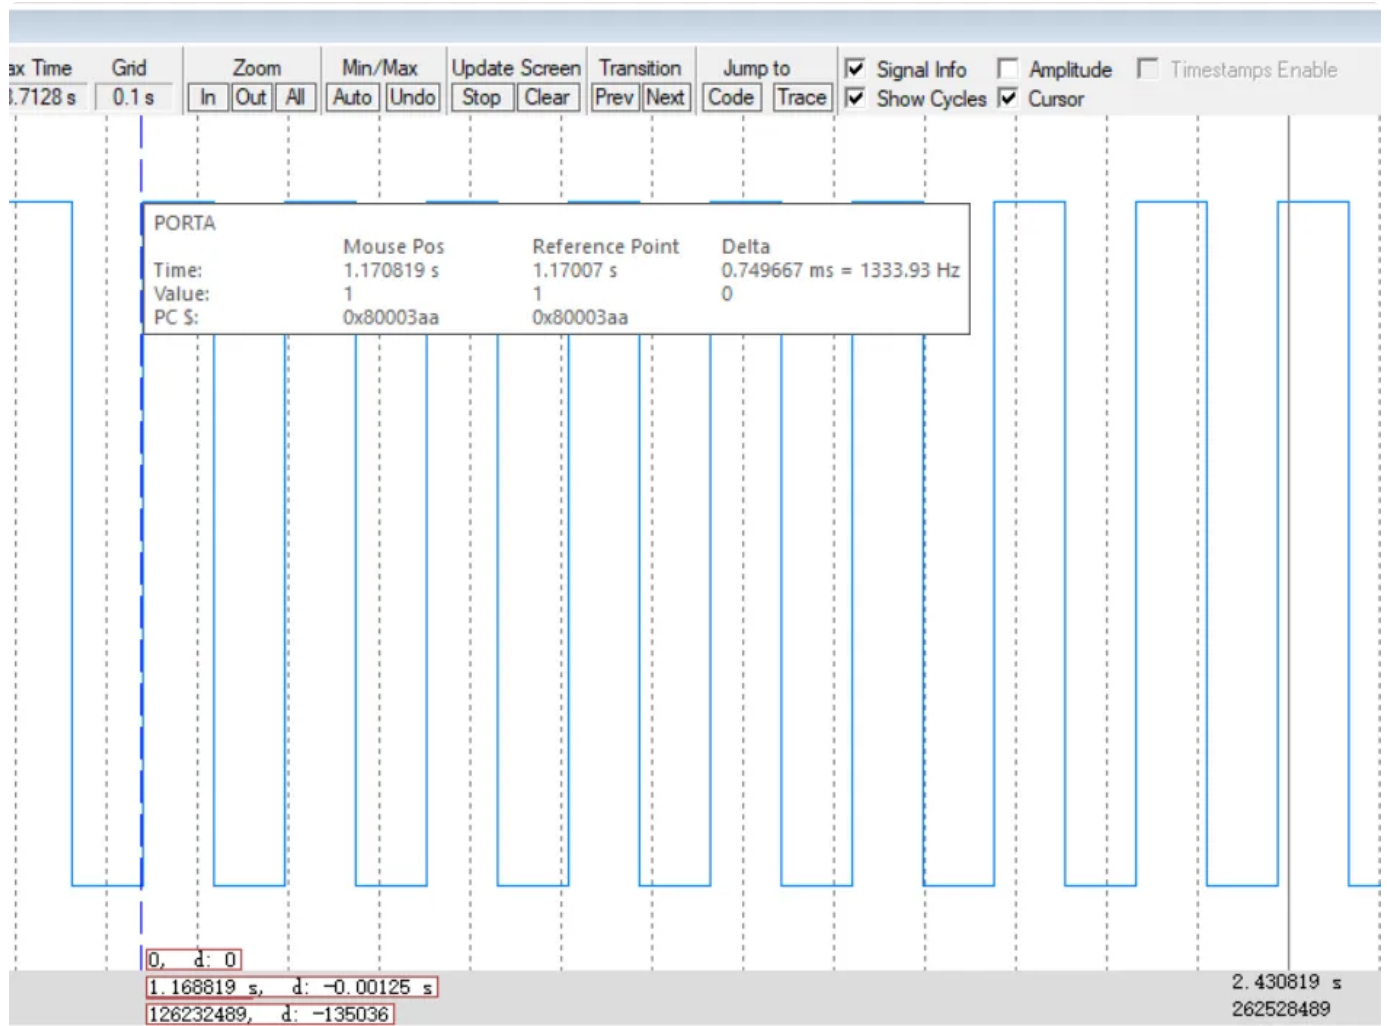 ax Time Grid Zoom Min/Max Update Screen Transition Jump to Signal Info Amplitude Timestamps Enable
.7128 s 0.1 s In Out All Auto Undo Stop Clear Prev Next Code Trace Show Cycles Cursor
PORTA
Mouse Pos Reference Point Delta
Time: 1.170819 s 1.17007 s 0.749667 ms = 1333.93 Hz
Value: 1 1 0
PC $: 0x80003aa 0x80003aa
0, d: 0
1.168819 s, d: -0.00125 s 2.430819 s
126232489, d: -135036 262528489